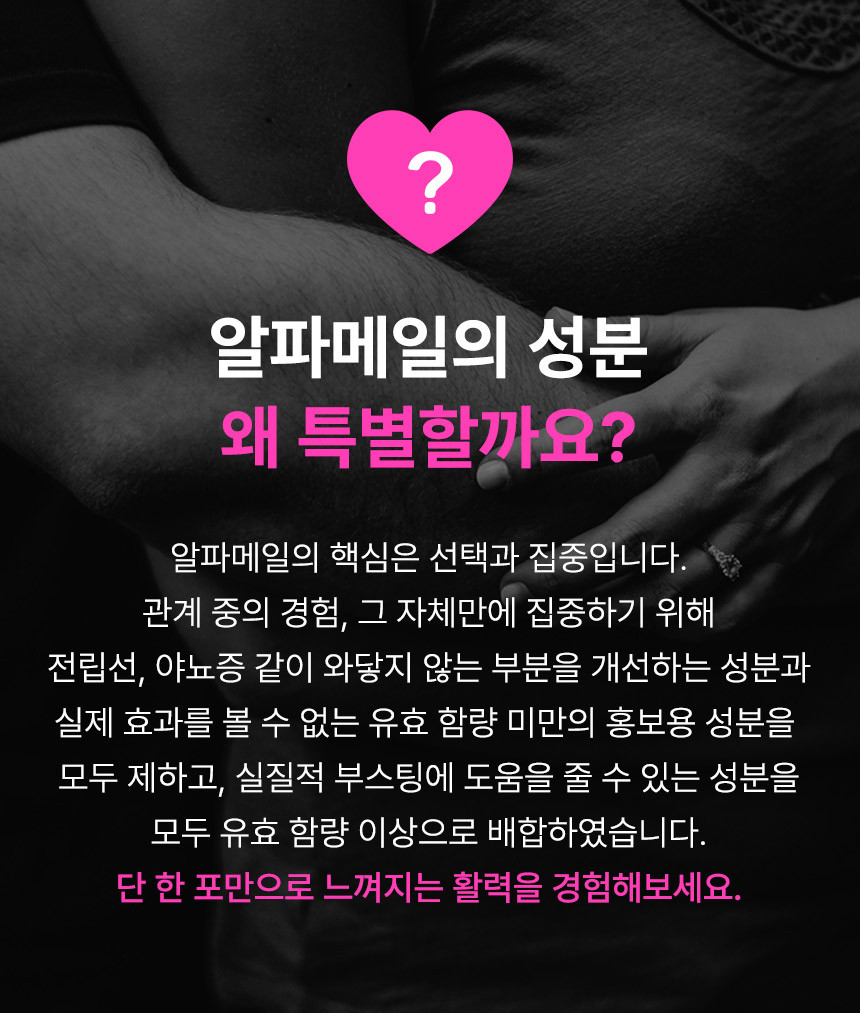 ?
알파메일의 성분
왜 특별할까요?
알파메일의 핵심은 선택과 집중입니다.
관계 중의 경험, 그 자체만에 집중하기 위해
전립선, 야뇨증 같이 와닿지 않는 부분을 개선하는 성분과
실제 효과를 볼 수 없는 유효 함량 미만의 홍보용 성분을
모두 제하고, 실질적 부스팅에 도움을 줄 수 있는 성분을
모두 유효 함량 이상으로 배합하였습니다.
단 한 포만으로 느껴지는 활력을 경험해보세요.